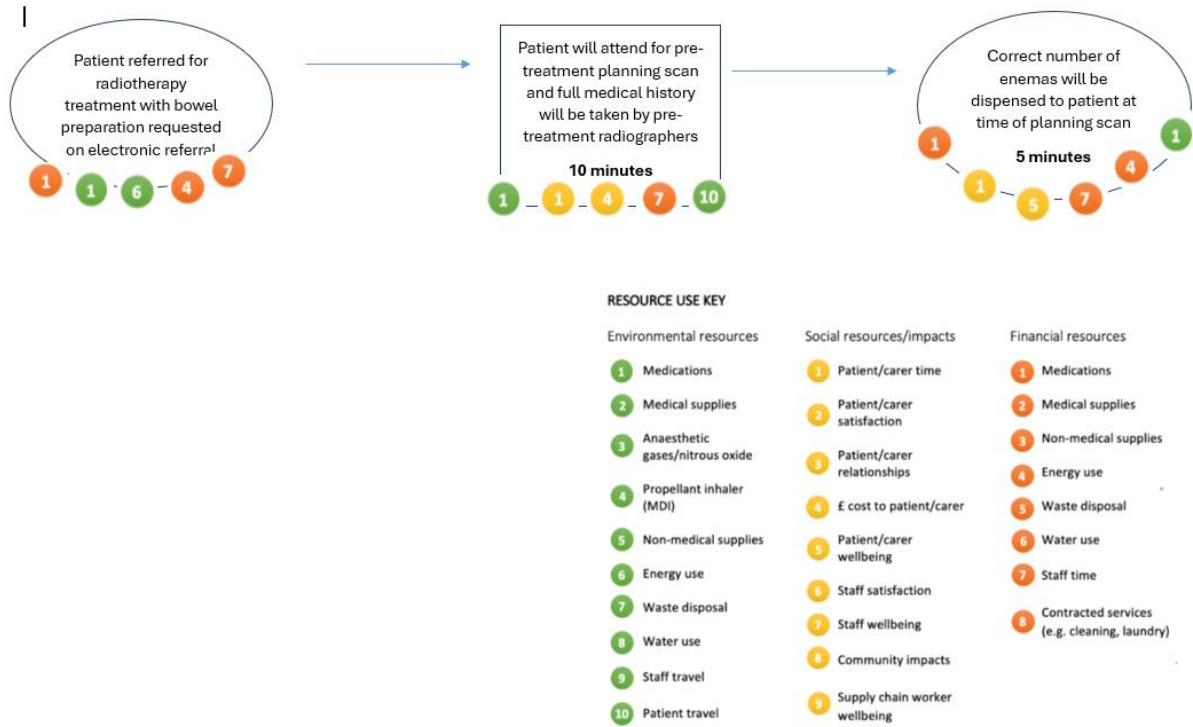 Patient referred for
radiotherapy
treatment with bowel
preparation requested
on electronic referral
1
1
6
4
7
Patient will attend for pre-
treatment planning scan
and full medical history
will be taken by pre-
treatment radiographers
10 minutes
1
1
4
7
10
Correct number of
enemas will be
dispensed to patient at
time of planning scan
5 minutes
1
1
5
7
4
1
RESOURCE USE KEY
Environmental resources
1 Medications
2 Medical supplies
3 Anaesthetic
gases/nitrous oxide
4 Propellant inhaler
(MDI)
5 Non-medical supplies
6 Energy use
7 Waste disposal
8 Water use
9 Staff travel
10 Patient travel
Social resources/impacts
1 Patient/carer time
2 Patient/carer
satisfaction
3 Patient/carer
relationships
4 £ cost to patient/carer
5 Patient/carer
wellbeing
6 Staff satisfaction
7 Staff wellbeing
8 Community impacts
9 Supply chain worker
wellbeing
Financial resources
1 Medications
2 Medical supplies
3 Non-medical supplies
4 Energy use
5 Waste disposal
6 Water use
7 Staff time
8 Contracted services
(e.g. cleaning, laundry)